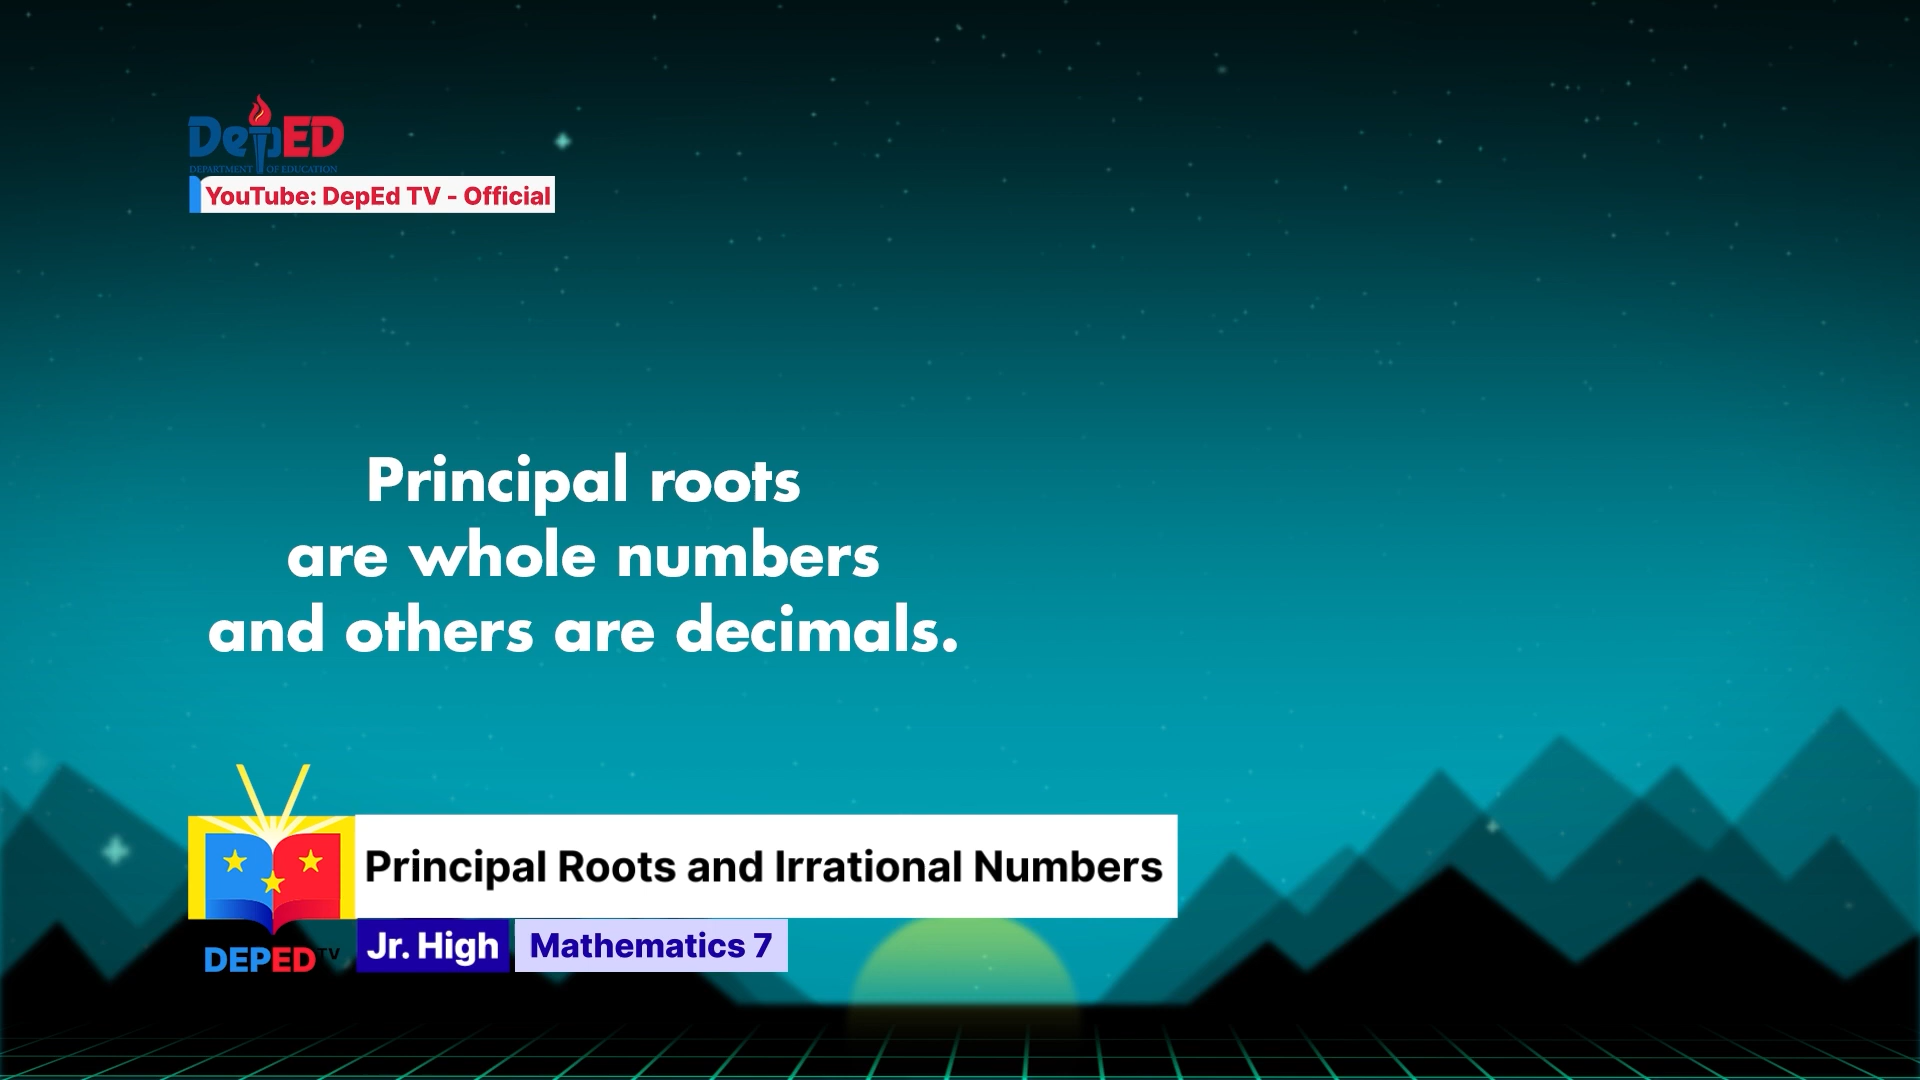 DepED
DEPARTMENT OF EDUCATION
YouTube: DepEd TV - Official
Principal roots
are whole numbers
and others are decimals.
Principal Roots and Irrational Numbers
DEPED TV
Jr. High
Mathematics 7